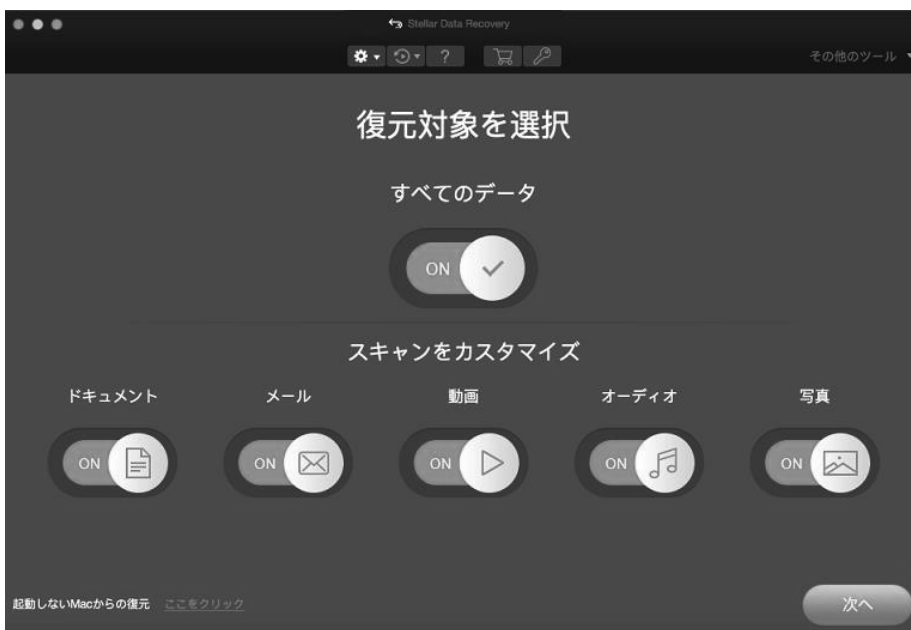 Stellar Data Recovery
?
その他のツール
復元対象を選択
すべてのデータ
ON
スキャンをカスタマイズ
ドキュメント メール 動画 オーディオ 写真
ON ON ON ON ON
起動しないMacからの復元 ここをクリック
次へ